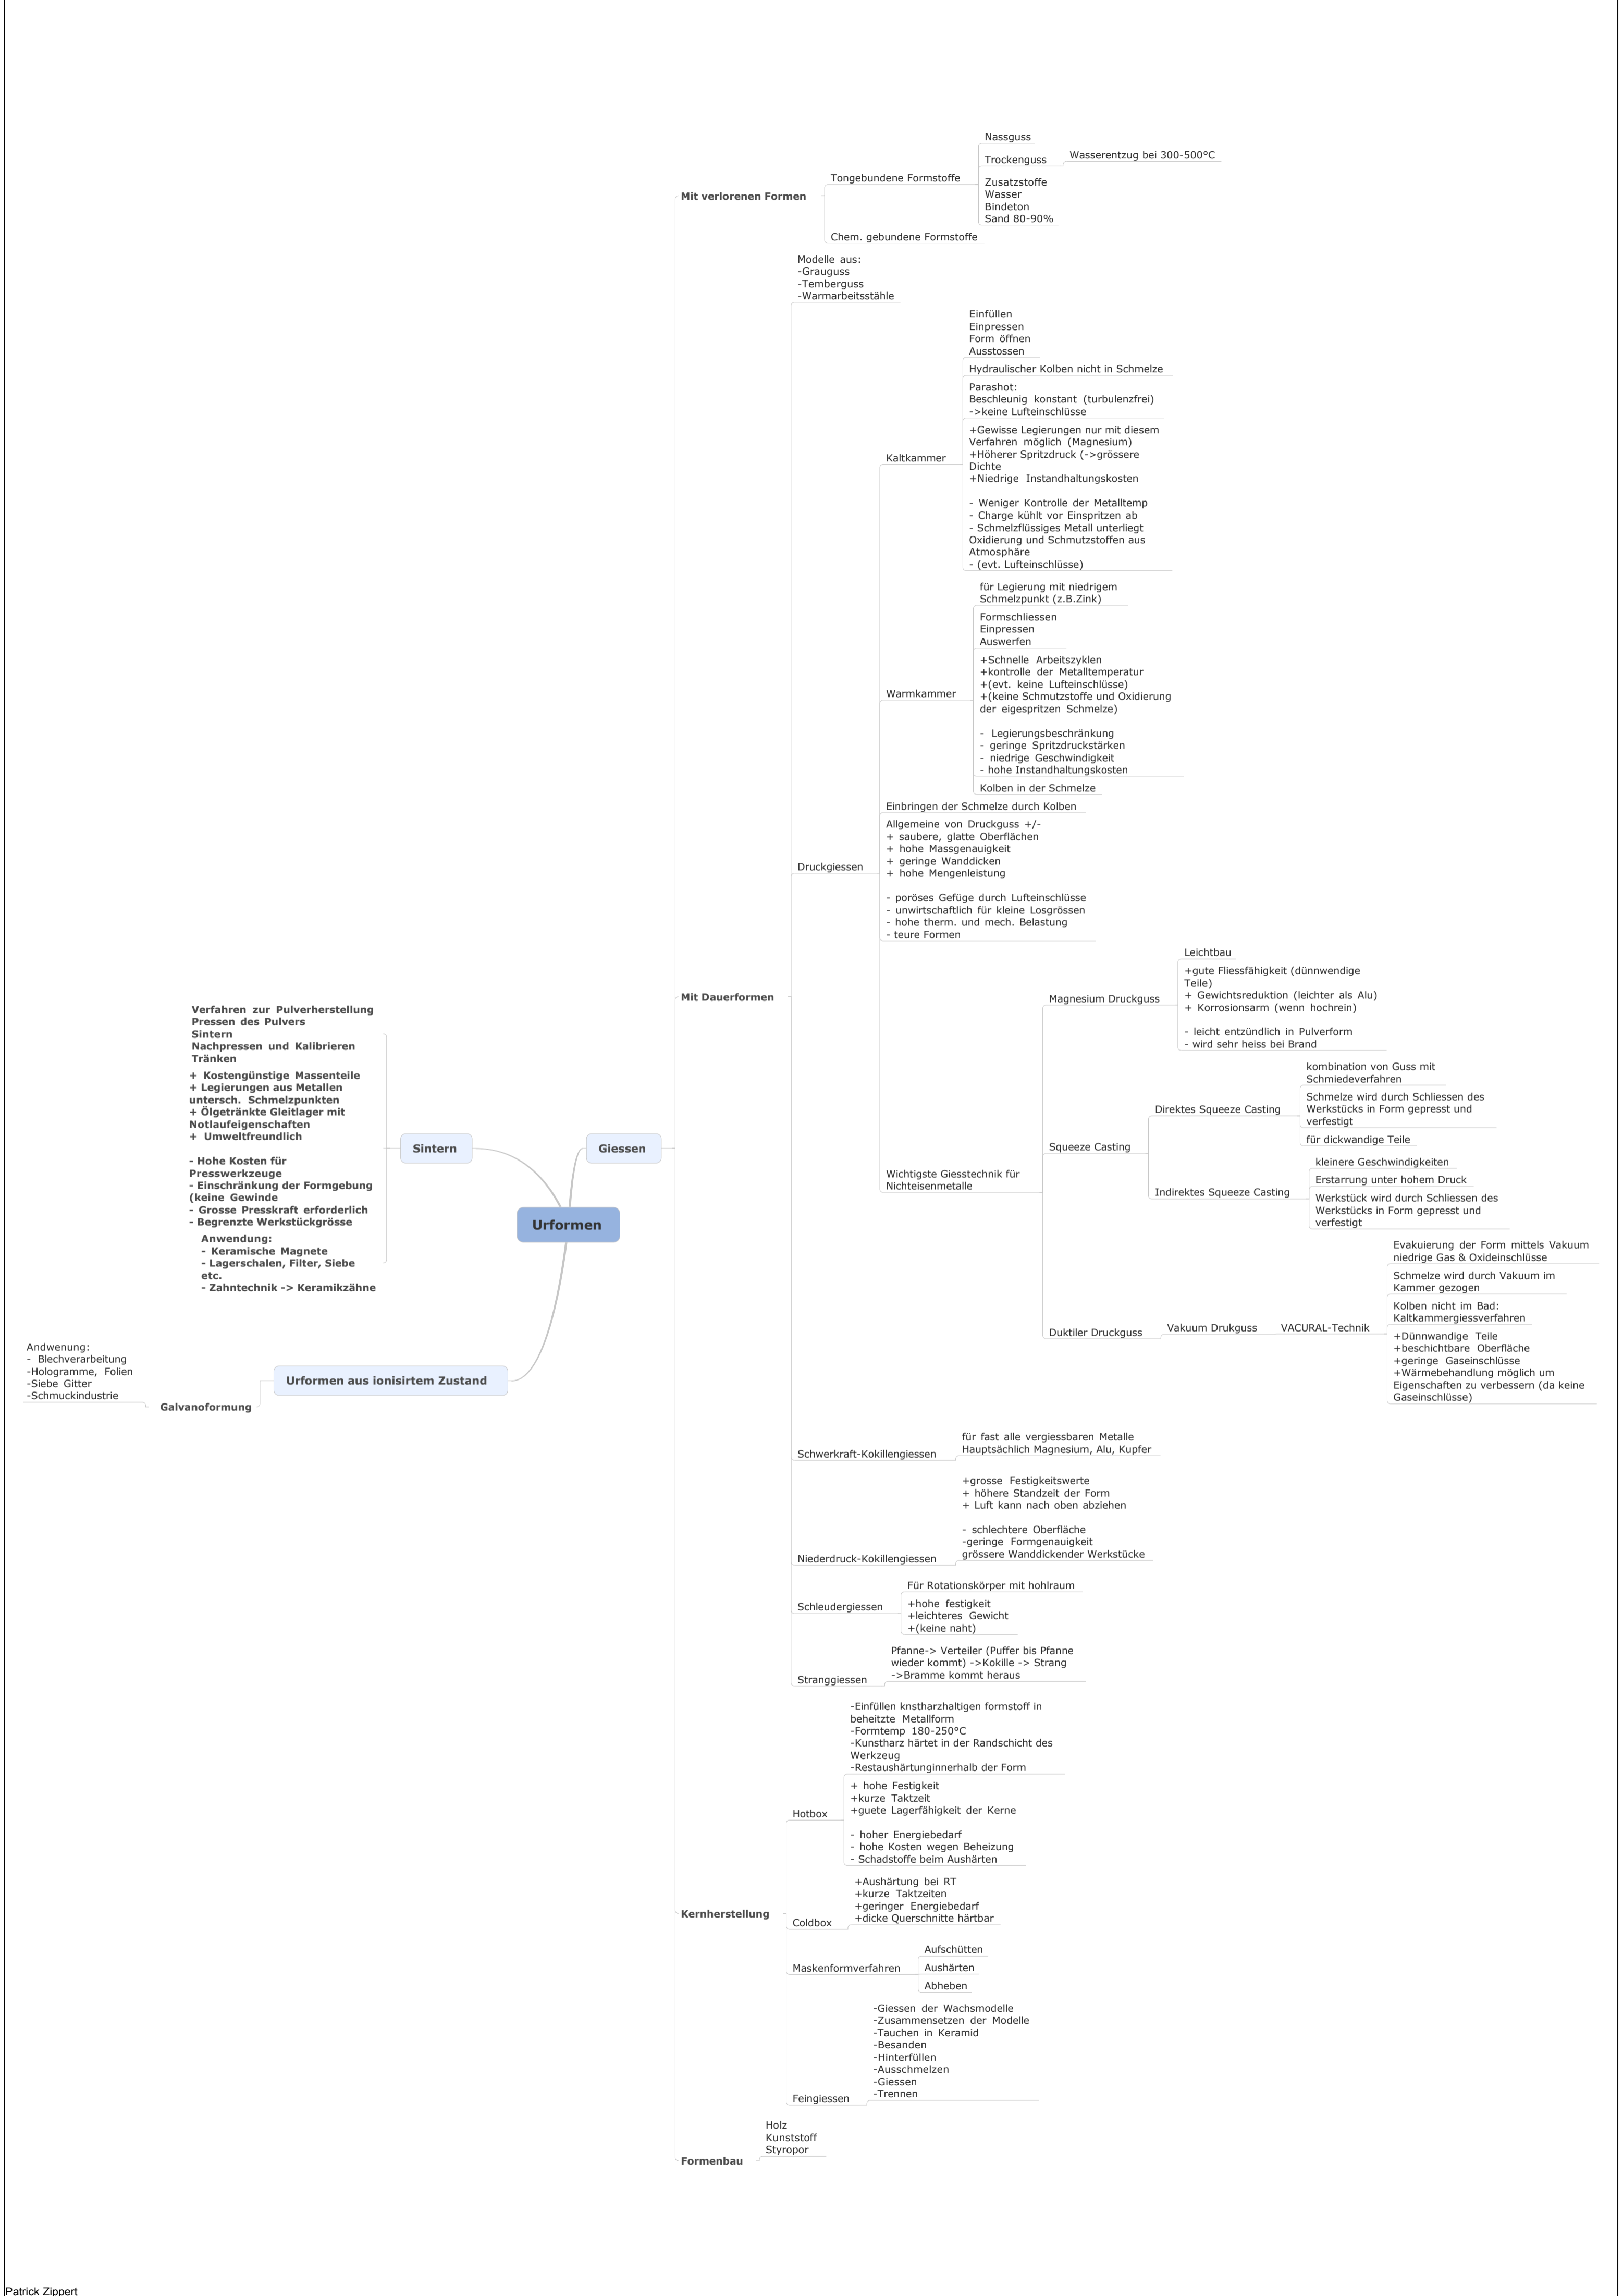 Nassguss
Trockenguss
Wasserentzug bei 300-500°C
Tongebundene Formstoffe
Zusatzstoffe
Wasser
Bindeton
Sand 80-90%
Mit verlorenen Formen
Chem. gebundene Formstoffe
Modelle aus:
-Grauguss
-Temberguss
-Warmarbeitsstähle
Einfüllen
Einpressen
Form öffnen
Ausstossen
Hydraulischer Kolben nicht in Schmelze
Parashot:
Beschleunig konstant (turbulenzfrei)
->keine Lufteinschlüsse
Kaltkammer
+Gewisse Legierungen nur mit diesem
Verfahren möglich (Magnesium)
+Höherer Spritzdruck (->grössere
Dichte
+Niedrige Instandhaltungskosten
- Weniger Kontrolle der Metalltemp
- Charge kühlt vor Einspritzen ab
- Schmelzflüssiges Metall unterliegt
Oxidierung und Schmutzstoffen aus
Atmosphäre
- (evt. Lufteinschlüsse)
für Legierung mit niedrigem
Schmelzpunkt (z.B.Zink)
Formschliessen
Einpressen
Auswerfen
Warmkammer
+Schnelle Arbeitszyklen
+kontrolle der Metalltemperatur
+(evt. keine Lufteinschlüsse)
+(keine Schmutzstoffe und Oxidierung
der eigespritzen Schmelze)
- Legierungsbeschränkung
- geringe Spritzdruckstärken
- niedrige Geschwindigkeit
- hohe Instandhaltungskosten
Kolben in der Schmelze
Einbringen der Schmelze durch Kolben
Druckgiessen
Allgemeine von Druckguss +/-
+ saubere, glatte Oberflächen
+ hohe Massgenauigkeit
+ geringe Wanddicken
+ hohe Mengenleistung
- poröses Gefüge durch Lufteinschlüsse
- unwirtschaftlich für kleine Losgrössen
- hohe therm. und mech. Belastung
- teure Formen
Mit Dauerformen
Leichtbau
Magnesium Druckguss
+gute Fliessfähigkeit (dünnwendige
Teile)
+ Gewichtsreduktion (leichter als Alu)
+ Korrosionsarm (wenn hochrein)
- leicht entzündlich in Pulverform
- wird sehr heiss bei Brand
kombination von Guss mit
Schmiedeverfahren
Direktes Squeeze Casting
Schmelze wird durch Schliessen des
Werkstücks in Form gepresst und
verfestigt
für dickwandige Teile
Squeeze Casting
kleinere Geschwindigkeiten
Erstarrung unter hohem Druck
Indirektes Squeeze Casting
Werkstück wird durch Schliessen des
Werkstücks in Form gepresst und
verfestigt
Wichtigste Giesstechnik für
Nichteisenmetalle
Evakuierung der Form mittels Vakuum
niedrige Gas & Oxideinschlüsse
Schmelze wird durch Vakuum im
Kammer gezogen
Kolben nicht im Bad:
Kaltkammergiessverfahren
Duktiler Druckguss
Vakuum Drukguss
VACURAL-Technik
+Dünnwandige Teile
+beschichtbare Oberfläche
+geringe Gaseinschlüsse
+Wärmebehandlung möglich um
Eigenschaften zu verbessern (da keine
Gaseinschlüsse)
Verfahren zur Pulverherstellung
Pressen des Pulvers
Sintern
Nachpressen und Kalibrieren
Tränken
+ Kostengünstige Massenteile
+ Legierungen aus Metallen
untersch. Schmelzpunkten
+ Ölgetränkte Gleitlager mit
Notlaufeigenschaften
+ Umweltfreundlich
- Hohe Kosten für
Presswerkzeuge
- Einschränkung der Formgebung
(keine Gewinde
- Grosse Presskraft erforderlich
- Begrenzte Werkstückgrösse
Anwendung:
- Keramische Magnete
- Lagerschalen, Filter, Siebe
etc.
- Zahntechnik -> Keramikzähne
Sintern
Giessen
Urformen
Andwenung:
- Blechverarbeitung
-Hologramme, Folien
-Siebe Gitter
-Schmuckindustrie
Galvanoformung
Urformen aus ionisirtem Zustand
Schwerkraft-Kokillengiessen
für fast alle vergiessbaren Metalle
Hauptsächlich Magnesium, Alu, Kupfer
+grosse Festigkeitswerte
+ höhere Standzeit der Form
+ Luft kann nach oben abziehen
- schlechtere Oberfläche
-geringe Formgenauigkeit
grössere Wanddickender Werkstücke
Niederdruck-Kokillengiessen
Für Rotationskörper mit hohlraum
Schleudergiessen
+hohe festigkeit
+leichteres Gewicht
+(keine naht)
Pfanne-> Verteiler (Puffer bis Pfanne
wieder kommt) ->Kokille -> Strang
->Bramme kommt heraus
Stranggiessen
-Einfüllen knstharzhaltigen formstoff in
beheitzte Metallform
-Formtemp 180-250°C
-Kunstharz härtet in der Randschicht des
Werkzeug
-Restaushärtunginnerhalb der Form
Hotbox
+ hohe Festigkeit
+kurze Taktzeit
+guete Lagerfähigkeit der Kerne
- hoher Energiebedarf
- hohe Kosten wegen Beheizung
- Schadstoffe beim Aushärten
Kernherstellung
+Aushärtung bei RT
+kurze Taktzeiten
+geringer Energiebedarf
+dicke Querschnitte härtbar
Coldbox
Maskenformverfahren
Aufschütten
Aushärten
Abheben
-Giessen der Wachsmodelle
-Zusammensetzen der Modelle
-Tauchen in Keramid
-Besanden
-Hinterfüllen
-Ausschmelzen
-Giessen
-Trennen
Feingiessen
Holz
Kunststoff
Styropor
Formenbau
Patrick Zippert